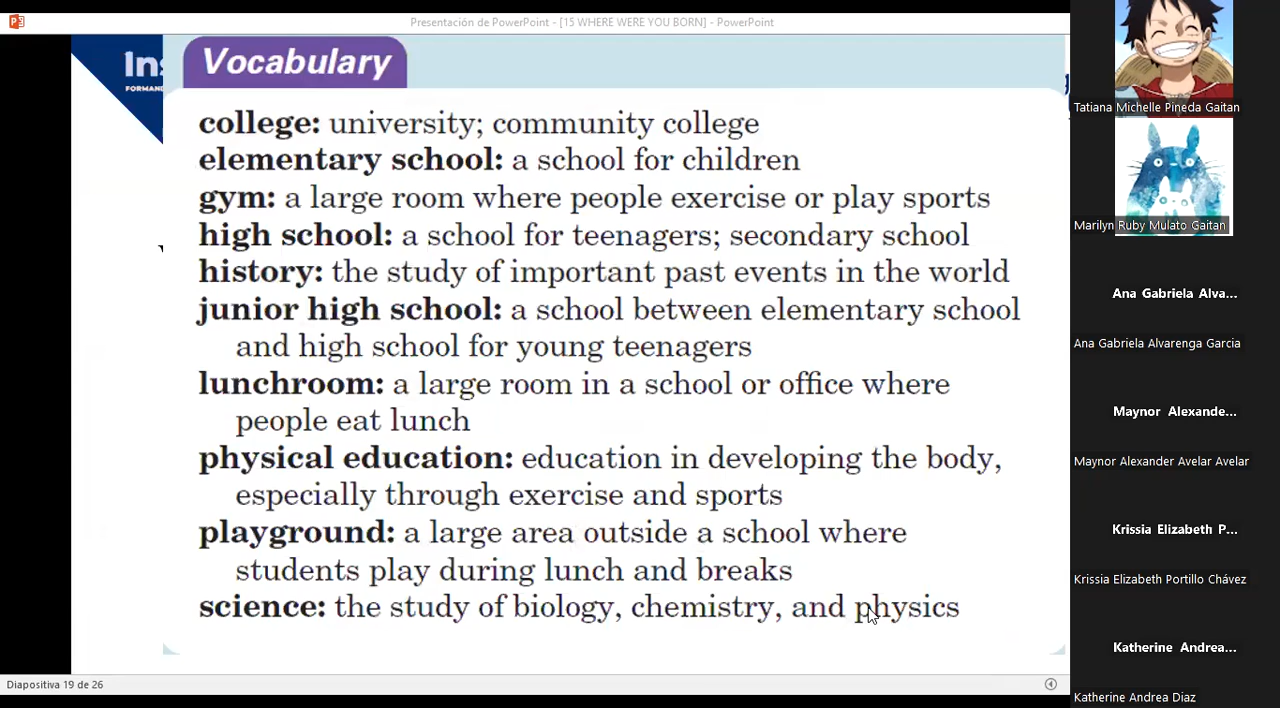 Presentación de PowerPoint - [15 WHERE WERE YOU BORN] - PowerPoint
Vocabulary
college: university; community college
elementary school: a school for children
gym: a large room where people exercise or play sports
high school: a school for teenagers; secondary school
history: the study of important past events in the world
junior high school: a school between elementary school
and high school for young teenagers
lunchroom: a large room in a school or office where
people eat lunch
physical education: education in developing the body,
especially through exercise and sports
playground: a large area outside a school where
students play during lunch and breaks
science: the study of biology, chemistry, and physics
Diapositiva 19 de 26
Tatiana Michelle Pineda Gaitan
Marilyn Ruby Mulato Gaitan
Ana Gabriela Alva...
Ana Gabriela Alvarenga Garcia
Maynor Alexande...
Maynor Alexander Avelar Avelar
Krissia Elizabeth P...
Krissia Elizabeth Portillo Chávez
Katherine Andrea...
Katherine Andrea Diaz